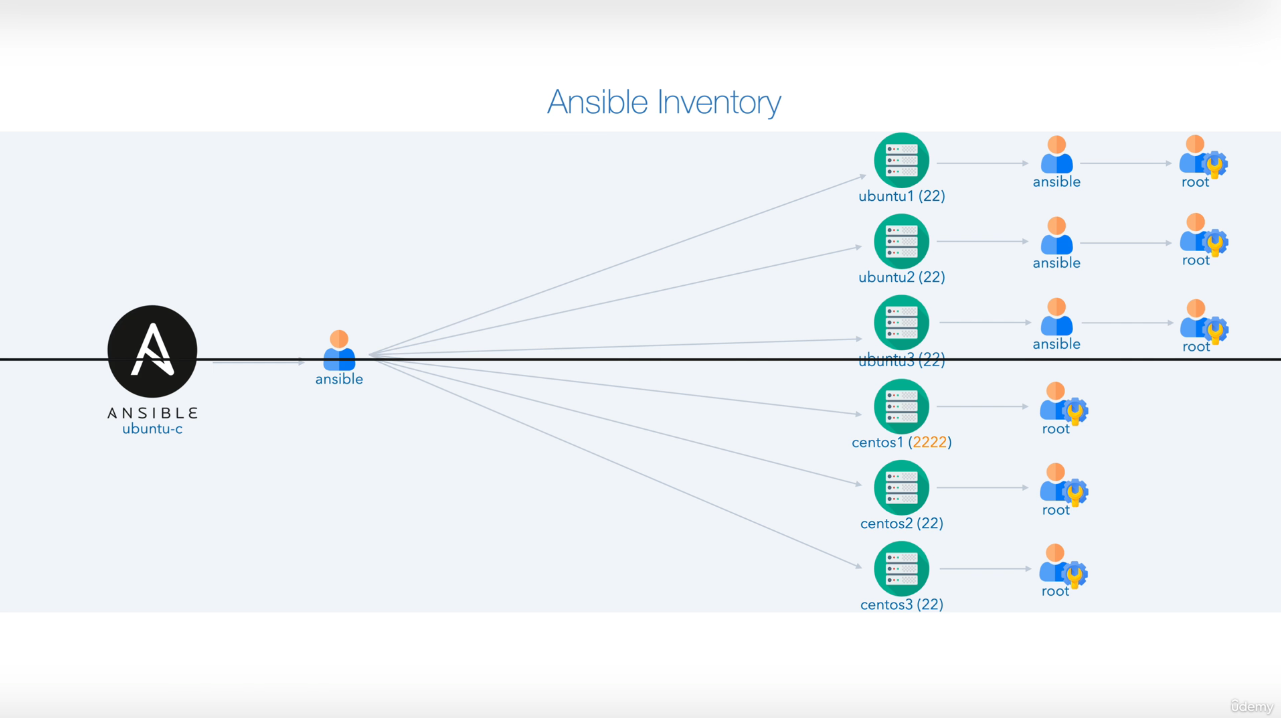 Ansible Inventory
ubuntu1 (22)
ansible
root
ubuntu2 (22)
ansible
root
ubuntu3 (22)
ansible
root
ANSIBLE
ubuntu-c
ansible
centos1 (2222)
root
centos2 (22)
root
centos3 (22)
root
ûdemy